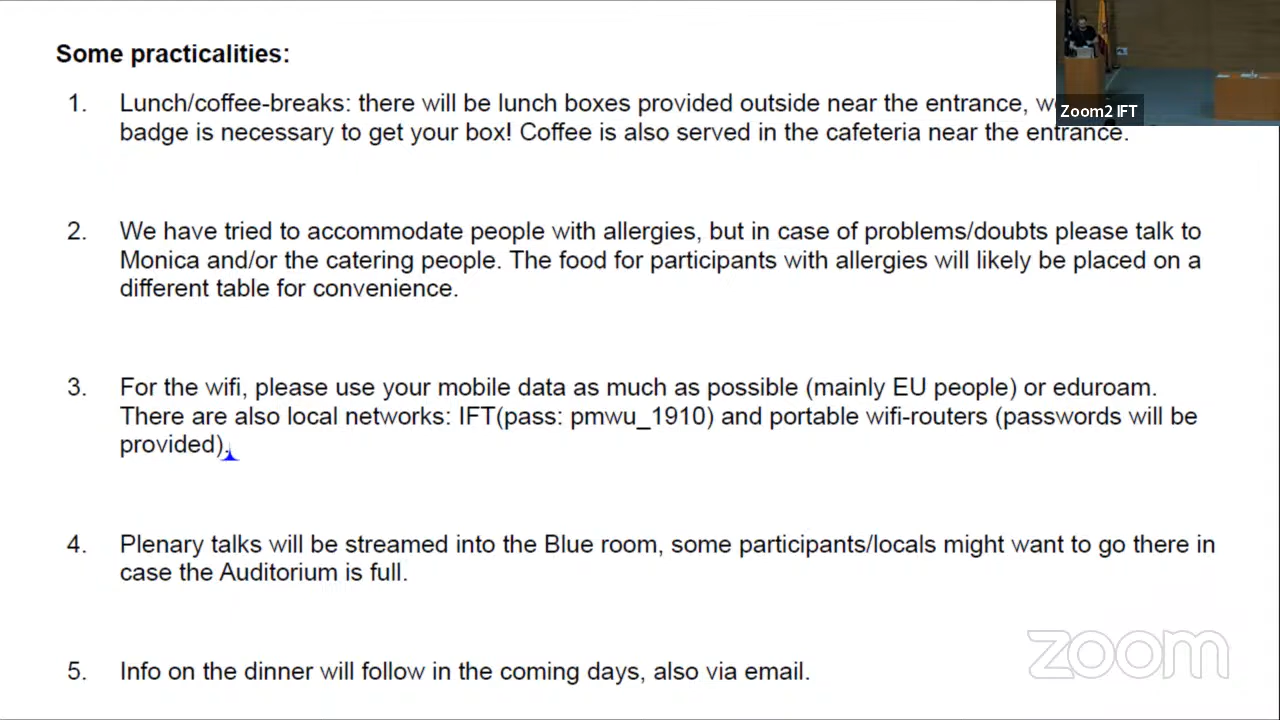 Some practicalities:
1. Lunch/coffee-breaks: there will be lunch boxes provided outside near the entrance,
badge is necessary to get your box! Coffee is also served in the cafeteria near the entrance.
Zoom2 IFT
2. We have tried to accommodate people with allergies, but in case of problems/doubts please talk to
Monica and/or the catering people. The food for participants with allergies will likely be placed on a
different table for convenience.
3. For the wifi, please use your mobile data as much as possible (mainly EU people) or eduroam.
There are also local networks: IFT(pass: pmwu_1910) and portable wifi-routers (passwords will be
provided).
4. Plenary talks will be streamed into the Blue room, some participants/locals might want to go there in
case the Auditorium is full.
5. Info on the dinner will follow in the coming days, also via email.
zoom